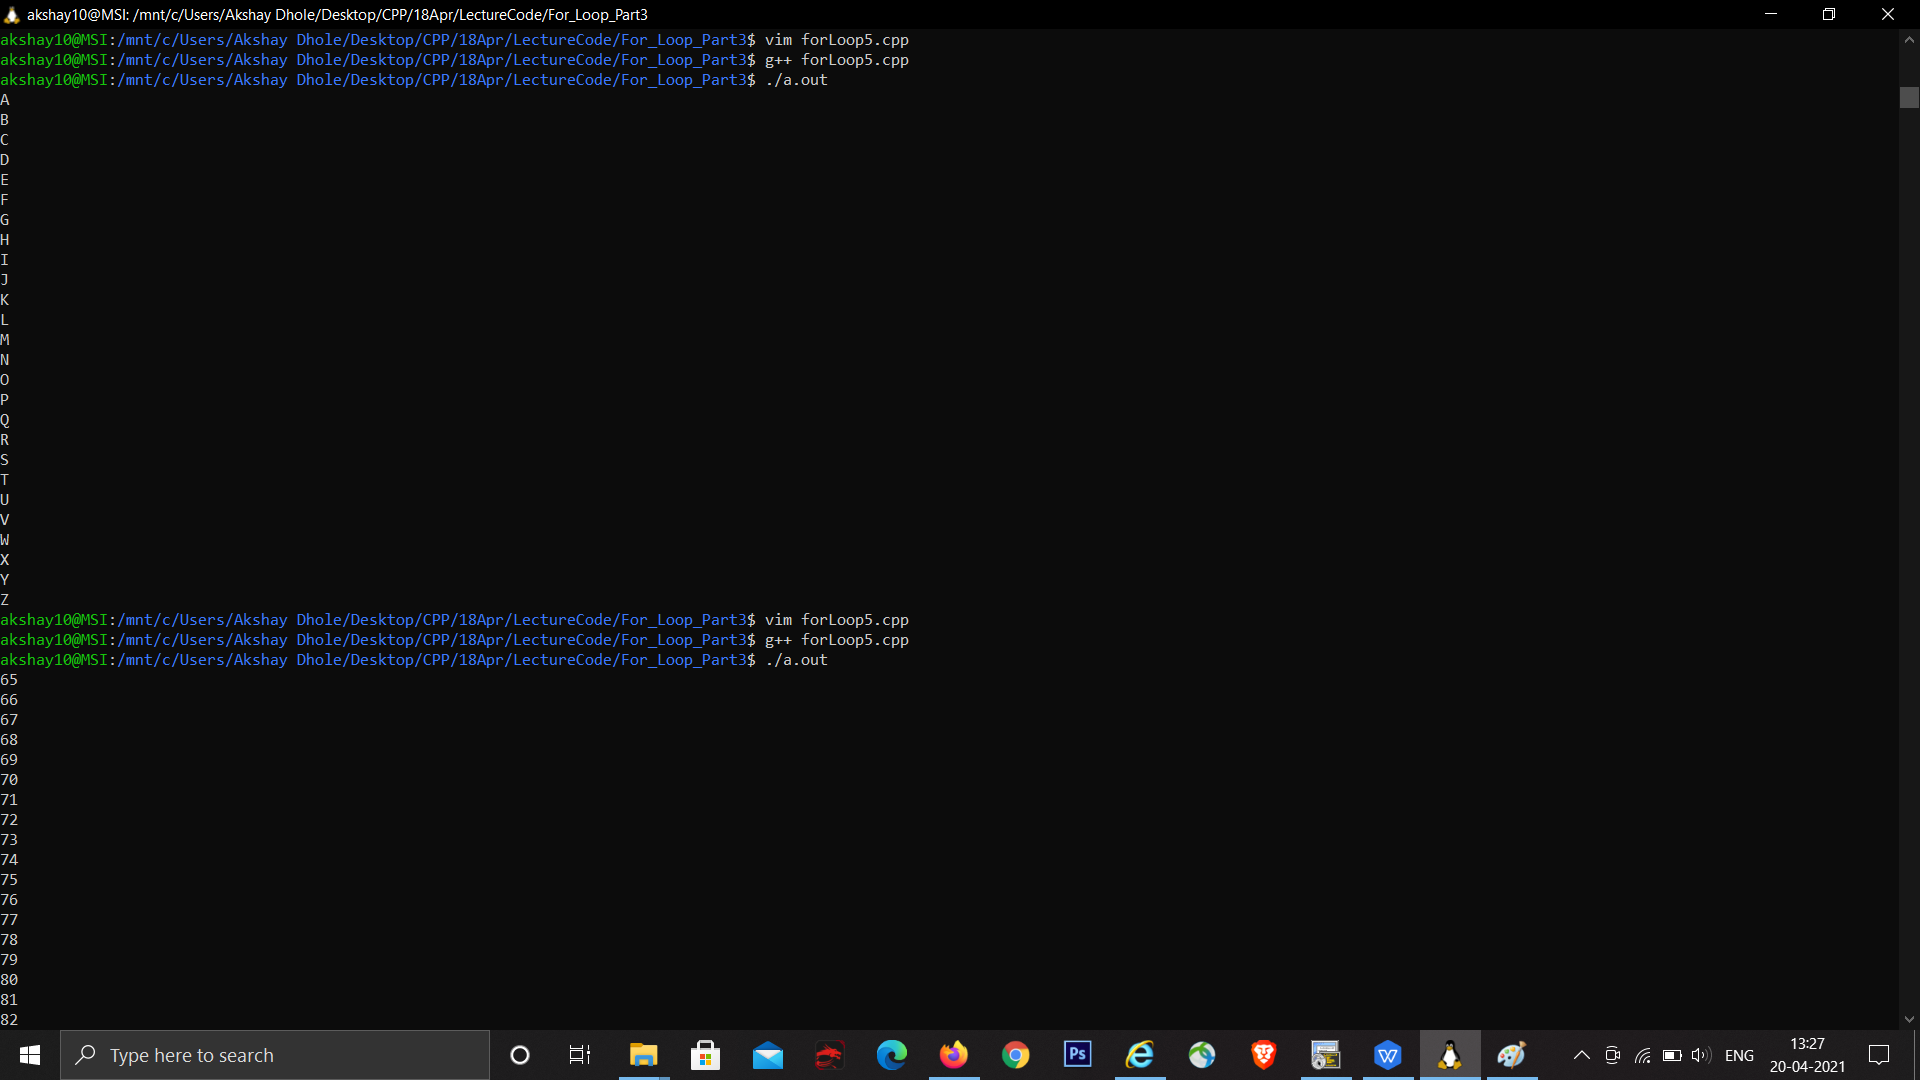 akshay10@MSI: /mnt/c/Users/Akshay Dhole/Desktop/CPP/18Apr/LectureCode/For_Loop_Part3
akshay10@MSI:/mnt/c/Users/Akshay Dhole/Desktop/CPP/18Apr/LectureCode/For_Loop_Part3$ vim forLoop5.cpp
akshay10@MSI:/mnt/c/Users/Akshay Dhole/Desktop/CPP/18Apr/LectureCode/For_Loop_Part3$ g++ forLoop5.cpp
akshay10@MSI:/mnt/c/Users/Akshay Dhole/Desktop/CPP/18Apr/LectureCode/For_Loop_Part3$ ./a.out
A
B
C
D
E
F
G
H
I
J
K
L
M
N
O
P
Q
R
S
T
U
V
W
X
Y
Z
akshay10@MSI:/mnt/c/Users/Akshay Dhole/Desktop/CPP/18Apr/LectureCode/For_Loop_Part3$ vim forLoop5.cpp
akshay10@MSI:/mnt/c/Users/Akshay Dhole/Desktop/CPP/18Apr/LectureCode/For_Loop_Part3$ g++ forLoop5.cpp
akshay10@MSI:/mnt/c/Users/Akshay Dhole/Desktop/CPP/18Apr/LectureCode/For_Loop_Part3$ ./a.out
65
66
67
68
69
70
71
72
73
74
75
76
77
78
79
80
81
82
Type here to search
Ps
W
ENG
13:27
20-04-2021